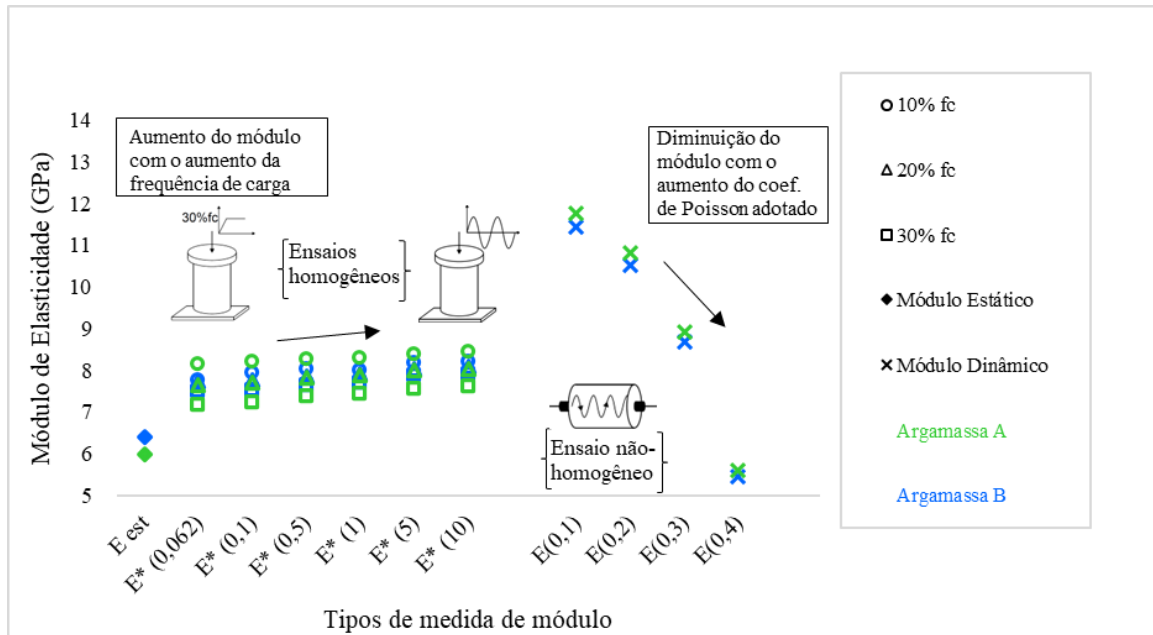 Módulo de Elasticidade (GPa)
14
13
12
11
10
9
8
7
6
5
Aumento do módulo
com o aumento da
frequência de carga
30%fc
Ensaios
homogêneos
Diminuição do
módulo com o
aumento do coef.
de Poisson adotado
Ensaio não-
homogêneo
E est
E* (0,062)
E* (0,1)
E* (0,5)
E* (1)
E* (5)
E* (10)
E(0,1)
E(0,2)
E(0,3)
E(0,4)
Tipos de medida de módulo
10% fc
20% fc
30% fc
Módulo Estático
Módulo Dinâmico
Argamassa A
Argamassa B